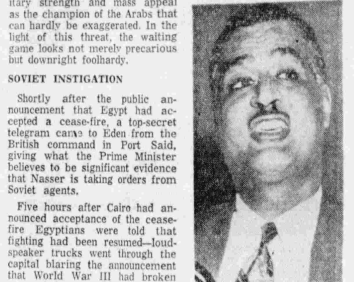 itary strength and mass appeal
as the champion of the Arabs that
can hardly be exaggerated. In the
light of this threat, the waiting
game looks not merely precarious
but downright foolhardy.
SOVIET INSTIGATION
Shortly after the public an-
nouncement that Egypt had ac-
cepted a cease-fire, a top-secret
telegram came to Eden from the
British command in Port Said,
giving what the Prime Minister
believes to be significant evidence
that Nasser is taking orders from
Soviet agents.
Five hours after Cairo had an-
nounced acceptance of the cease-
fire Egyptians were told that
fighting had been resumed—loud-
speaker trucks went through the
capital blaring the announcement
that World War III had broken